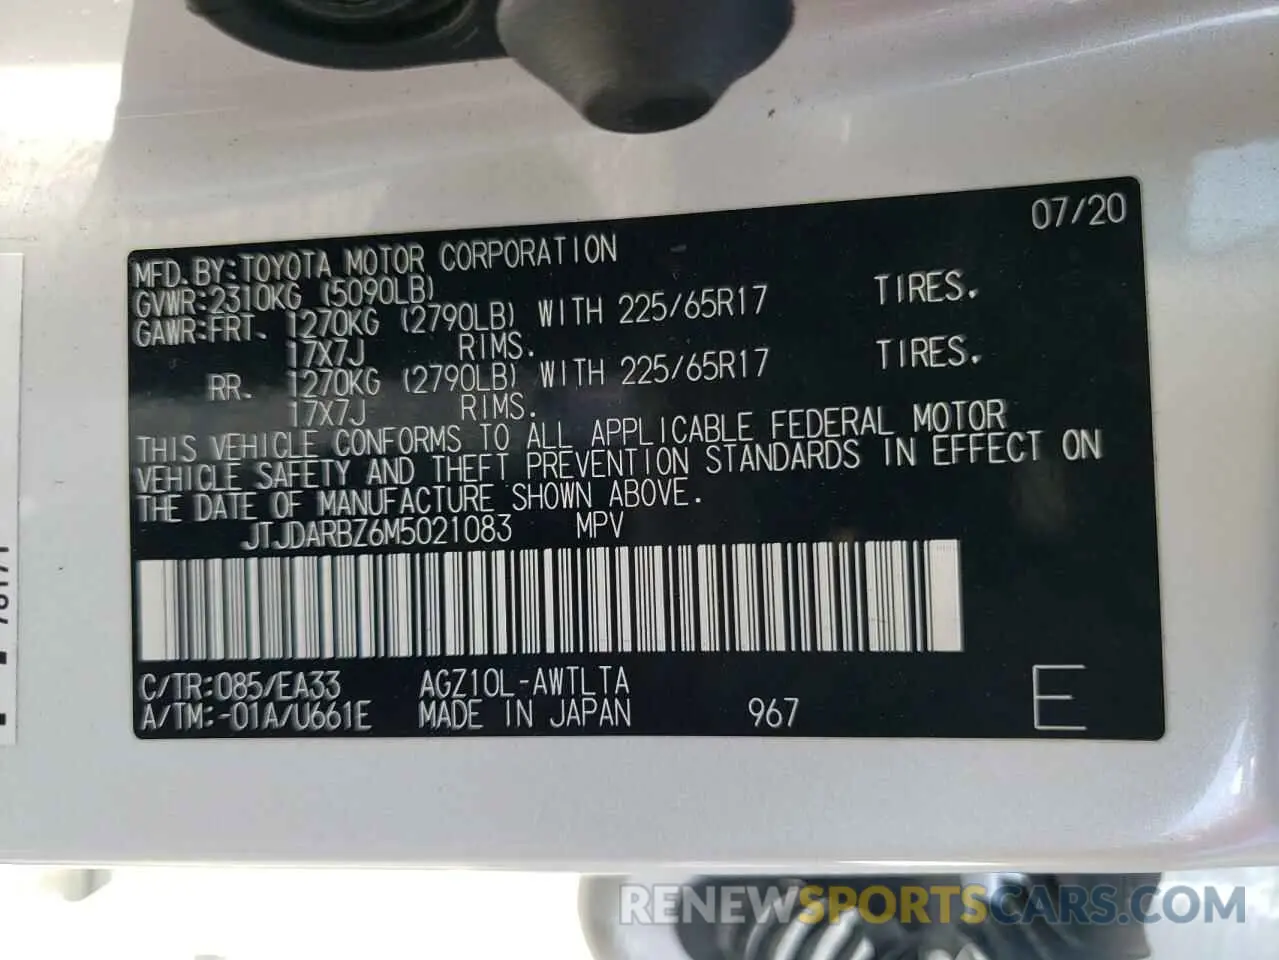 07/20
MFD.BY:TOYOTA MOTOR CORPORATION
GVWR:2310KG (5090LB)
GAWR:FRT. 1270KG (2790LB) WITH 225/65R17 TIRES.
17X7J RIMS.
RR. 1270KG (2790LB) WITH 225/65R17 TIRES.
17X7J RIMS.
THIS VEHICLE CONFORMS TO ALL APPLICABLE FEDERAL MOTOR
VEHICLE SAFETY AND THEFT PREVENTION STANDARDS IN EFFECT ON
THE DATE OF MANUFACTURE SHOWN ABOVE.
JTJDARBZ6M5021083 MPV
C/TR:085/EA33 AGZ10L-AWTLTA
A/TM:-01A/U661E MADE IN JAPAN 967 E
RENEWSPORTSCARS.COM